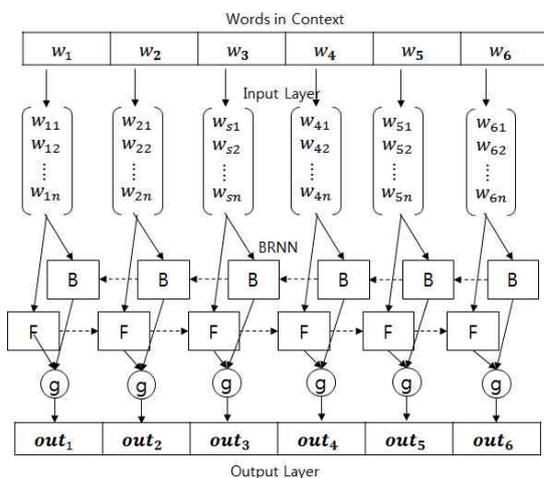 Words in Context
w₁ w₂ w₃ w₄ w₅ w₆
Input Layer
w₁₁ w₂₁ wₛ₁ w₄₁ w₅₁ w₆₁
w₁₂ w₂₂ wₛ₂ w₄₂ w₅₂ w₆₂
...... ...... ...... ...... ...... ......
w₁ₙ w₂ₙ wₛₙ w₄ₙ w₅ₙ w₆ₙ
BRNN
B B B B B B
F F F F F F
g g g g g g
out₁ out₂ out₃ out₄ out₅ out₆
Output Layer